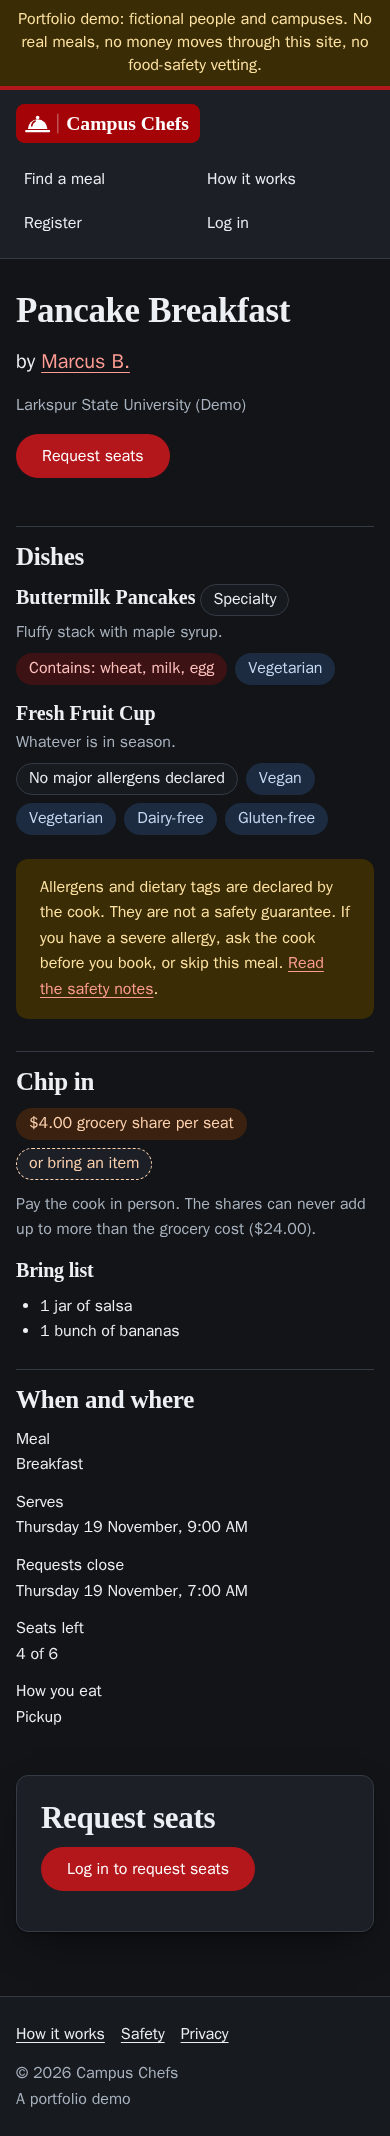 Portfolio demo: fictional people and campuses. No
real meals, no money moves through this site, no
food-safety vetting.
Campus Chefs
Find a meal
How it works
Register
Log in
Pancake Breakfast
by Marcus B.
Larkspur State University (Demo)
Request seats
Dishes
Buttermilk Pancakes Specialty
Fluffy stack with maple syrup.
Contains: wheat, milk, egg Vegetarian
Fresh Fruit Cup
Whatever is in season.
No major allergens declared Vegan
Vegetarian Dairy-free Gluten-free
Allergens and dietary tags are declared by
the cook. They are not a safety guarantee. If
you have a severe allergy, ask the cook
before you book, or skip this meal. Read
the safety notes.
Chip in
$4.00 grocery share per seat
or bring an item
Pay the cook in person. The shares can never add
up to more than the grocery cost ($24.00).
Bring list
• 1 jar of salsa
• 1 bunch of bananas
When and where
Meal
Breakfast
Serves
Thursday 19 November, 9:00 AM
Requests close
Thursday 19 November, 7:00 AM
Seats left
4 of 6
How you eat
Pickup
Request seats
Log in to request seats
How it works Safety Privacy
© 2026 Campus Chefs
A portfolio demo